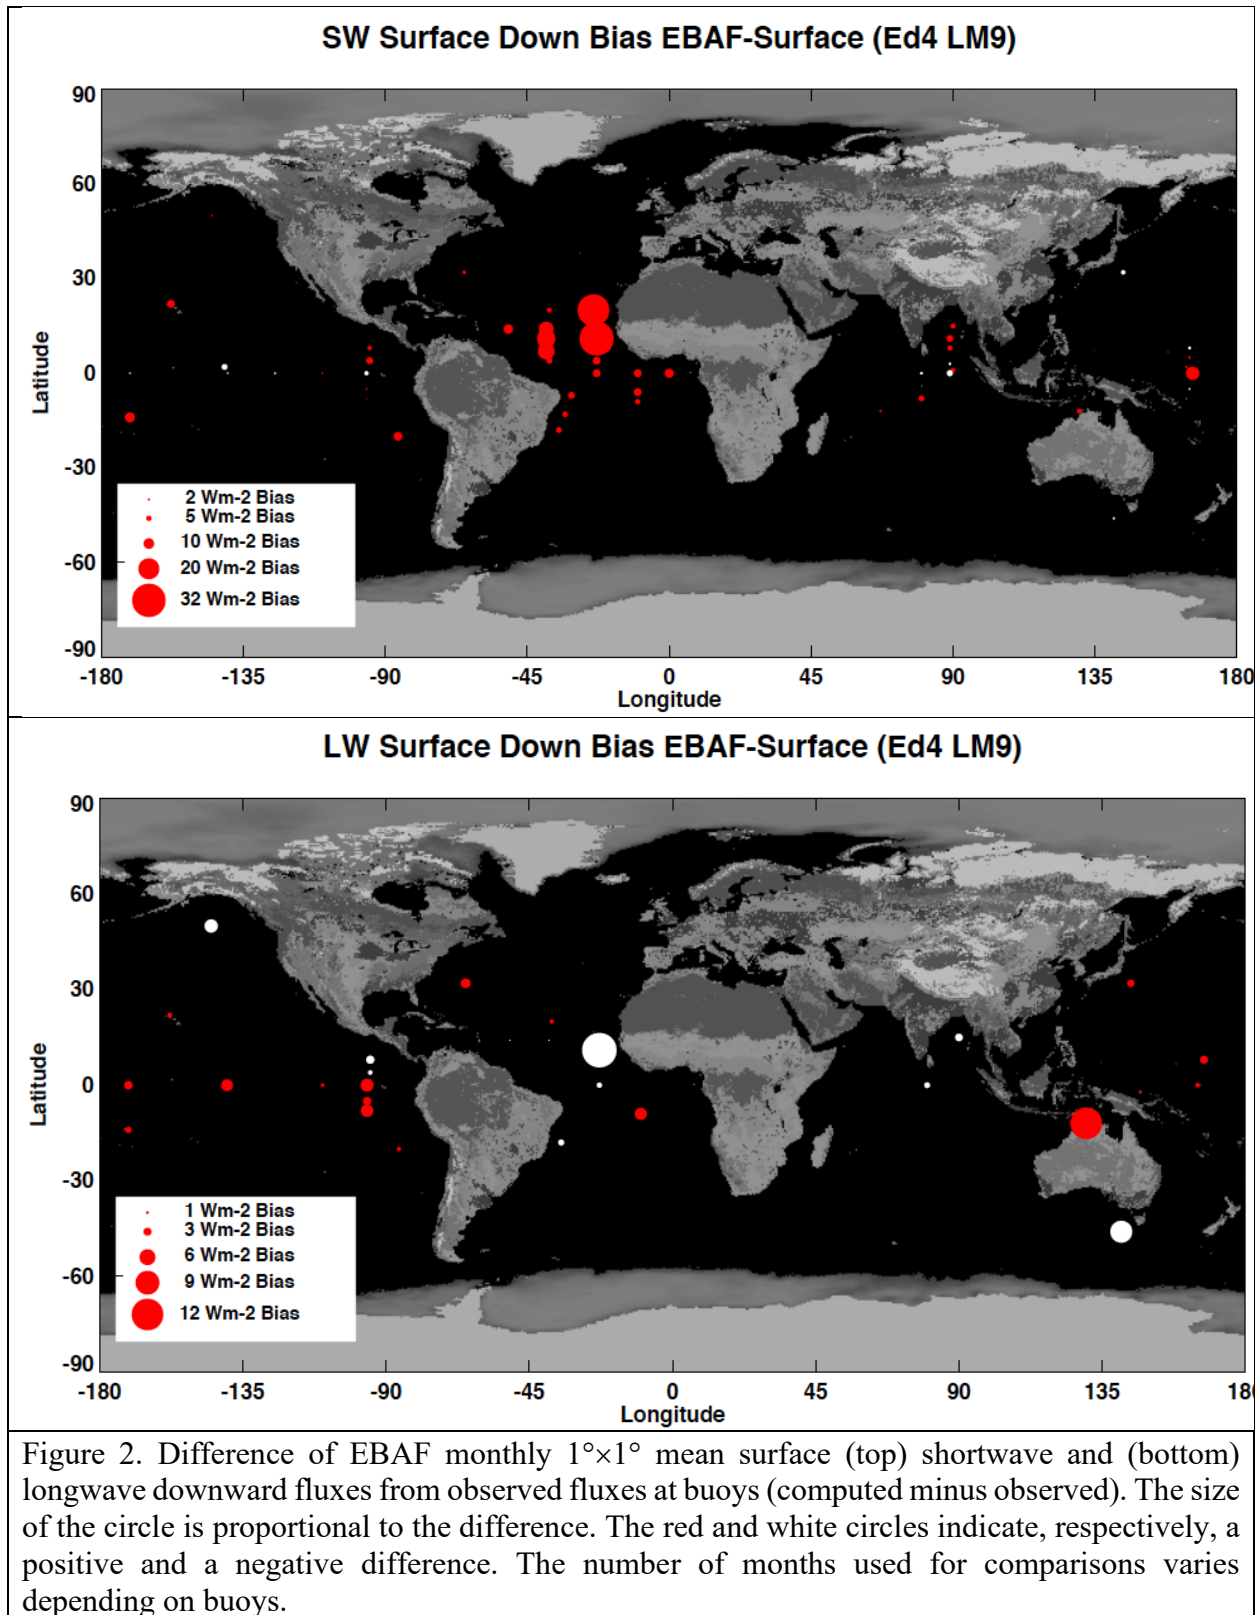 SW Surface Down Bias EBAF-Surface (Ed4 LM9)
90
60
30
0
-30
-60
-90
Latitude
2 Wm-2 Bias
5 Wm-2 Bias
10 Wm-2 Bias
20 Wm-2 Bias
32 Wm-2 Bias
-180 -135 -90 -45 0 45 90 135 180
Longitude
LW Surface Down Bias EBAF-Surface (Ed4 LM9)
90
60
30
0
-30
-60
-90
Latitude
1 Wm-2 Bias
3 Wm-2 Bias
6 Wm-2 Bias
9 Wm-2 Bias
12 Wm-2 Bias
-180 -135 -90 -45 0 45 90 135
Longitude
Figure 2. Difference of EBAF monthly 1°×1° mean surface (top) shortwave and (bottom)
longwave downward fluxes from observed fluxes at buoys (computed minus observed). The size
of the circle is proportional to the difference. The red and white circles indicate, respectively, a
positive and a negative difference. The number of months used for comparisons varies
depending on buoys.